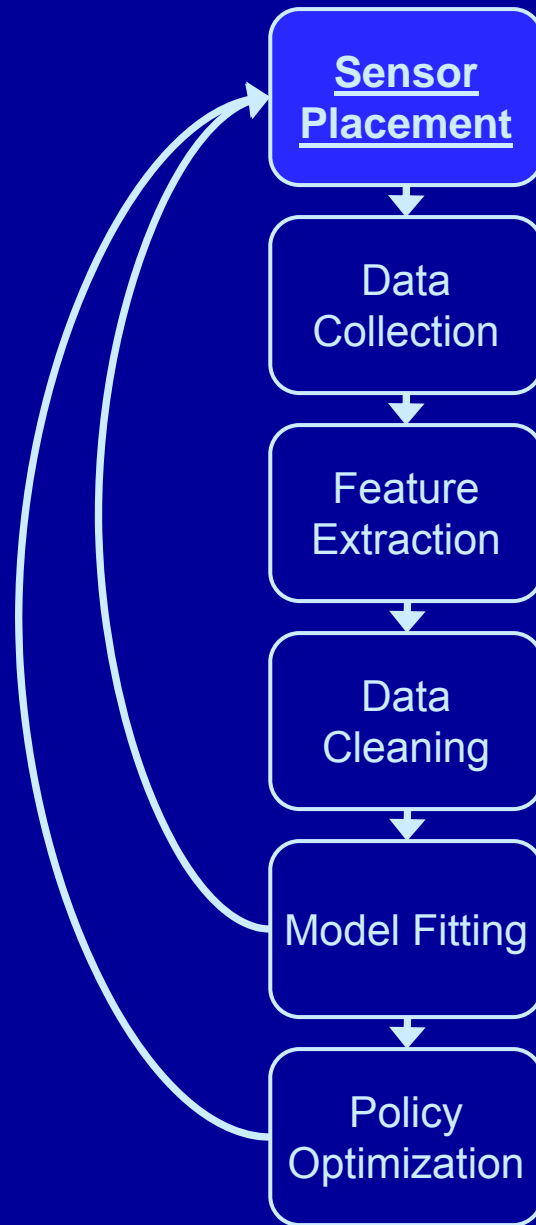 Sensor
Placement
Data
Collection
Feature
Extraction
Data
Cleaning
Model Fitting
Policy
Optimization